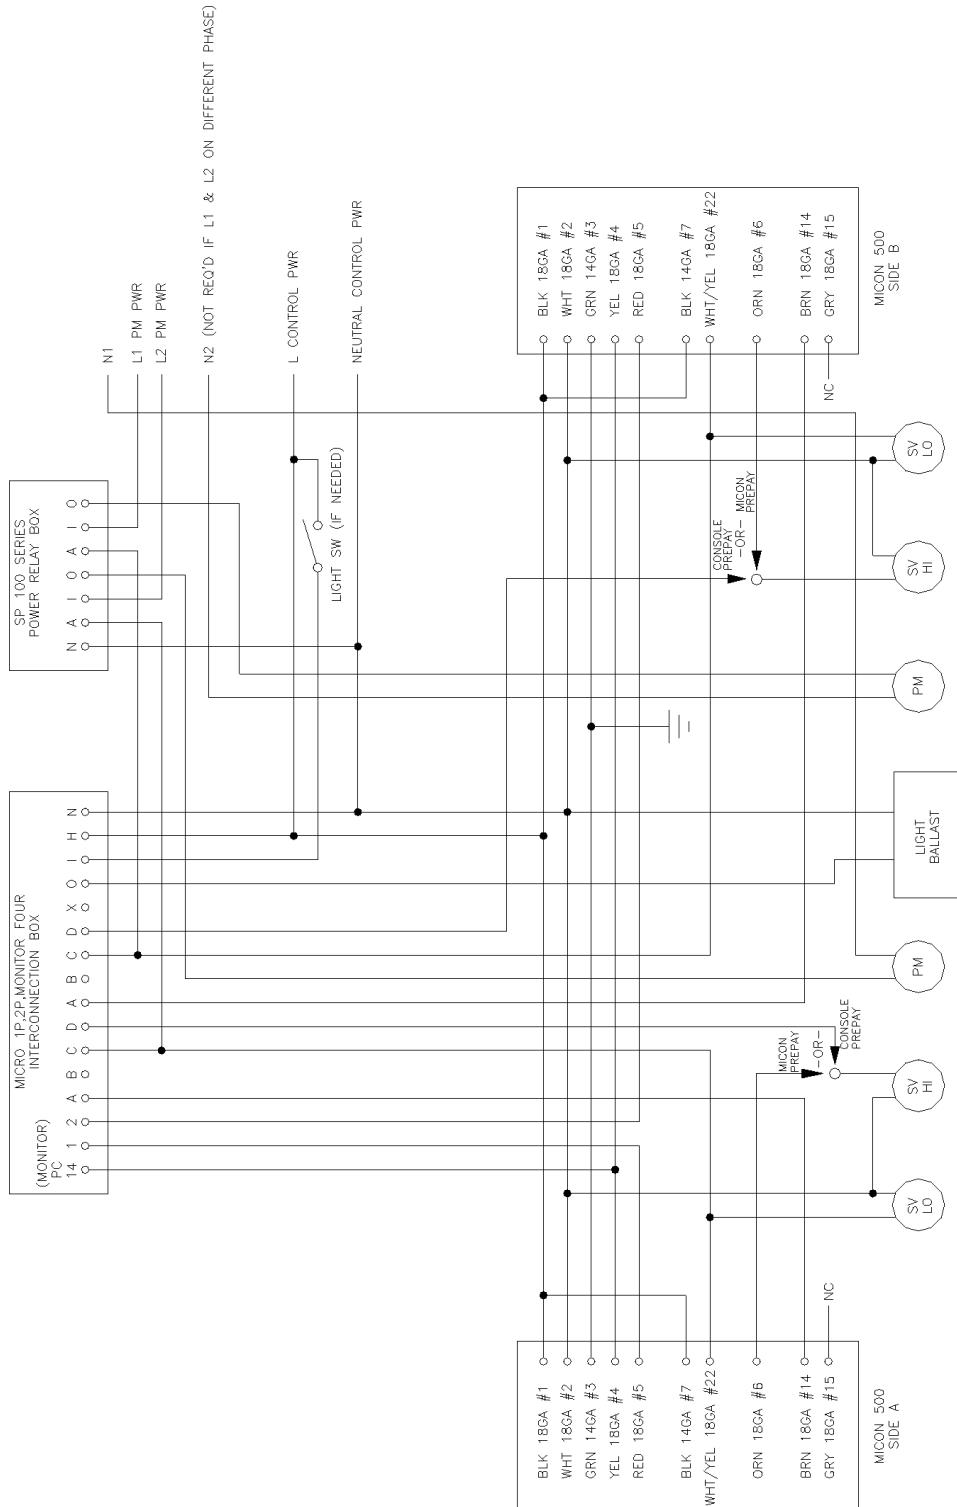 N1
L1 PM PWR
L2 PM PWR
N2 (NOT REQ'D IF L1 & L2 ON DIFFERENT PHASE)
L CONTROL PWR
NEUTRAL CONTROL PWR
SP 100 SERIES
POWER RELAY BOX
N A I O A I O
LIGHT SW (IF NEEDED)
MICRO 1P,2P,MONITOR FOUR
INTERCONNECTION BOX
(MONITOR)
PC
14 1 2 A B C D A B C D X O I H N
BLK 18GA #1
WHT 18GA #2
GRN 14GA #3
YEL 18GA #4
RED 18GA #5
BLK 14GA #7
WHT/YEL 18GA #22
ORN 18GA #6
BRN 18GA #14
GRY 18GA #15
NC
MICON 500
SIDE B
CONSOLE
PREPAY
-OR-
MICON
PREPAY
SV
LO
SV
HI
PM
LIGHT
BALLAST
PM
MICON
PREPAY
-OR-
CONSOLE
PREPAY
SV
HI
SV
LO
BLK 18GA #1
WHT 18GA #2
GRN 14GA #3
YEL 18GA #4
RED 18GA #5
BLK 14GA #7
WHT/YEL 18GA #22
ORN 18GA #6
BRN 18GA #14
GRY 18GA #15
NC
MICON 500
SIDE A